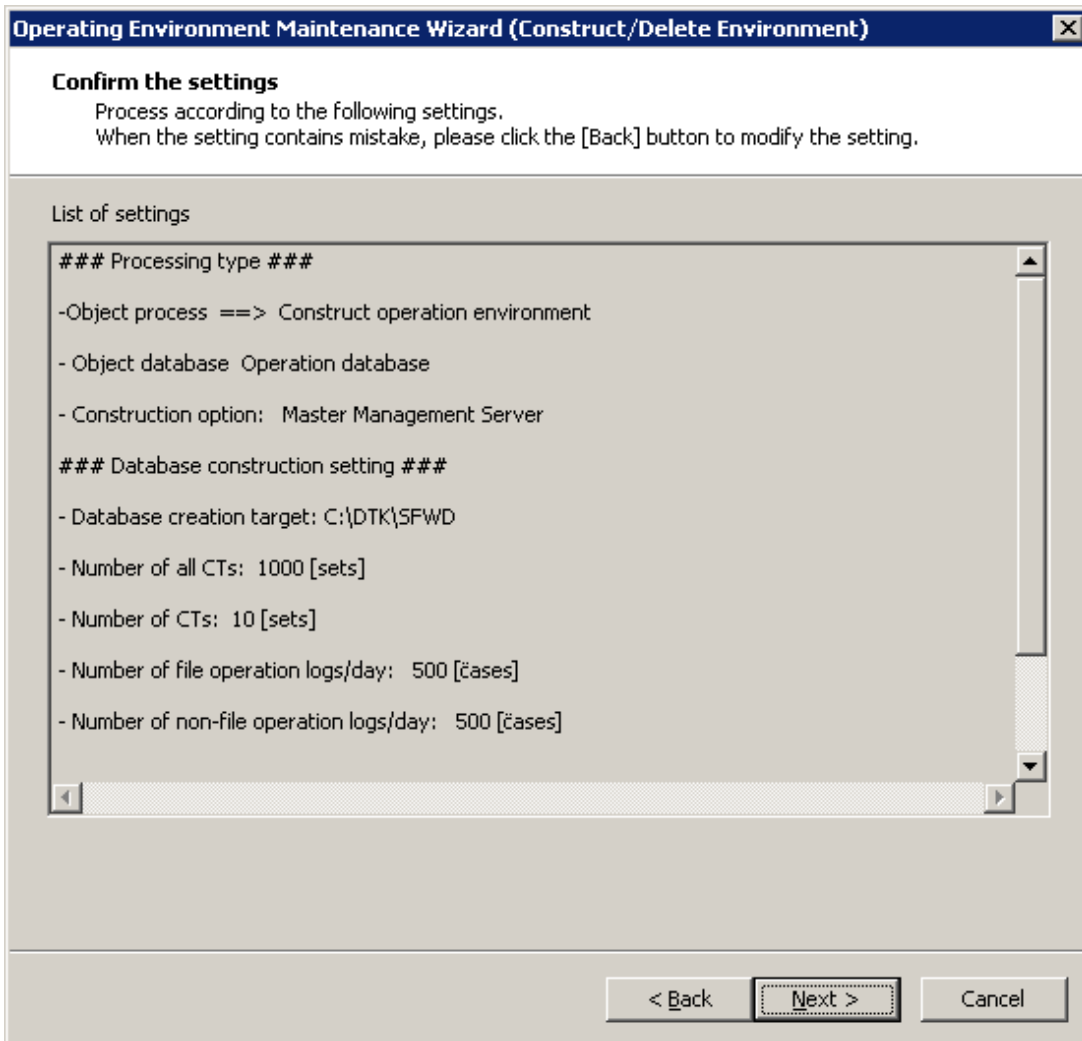 Operating Environment Maintenance Wizard (Construct/Delete Environment)
Confirm the settings
Process according to the following settings.
When the setting contains mistake, please click the [Back] button to modify the setting.
List of settings
### Processing type ###
-Object process ==> Construct operation environment
- Object database Operation database
- Construction option: Master Management Server
### Database construction setting ###
- Database creation target: C:\DTK\SFWD
- Number of all CTs: 1000 [sets]
- Number of CTs: 10 [sets]
- Number of file operation logs/day: 500 [čases]
- Number of non-file operation logs/day: 500 [čases]
< Back
Next >
Cancel